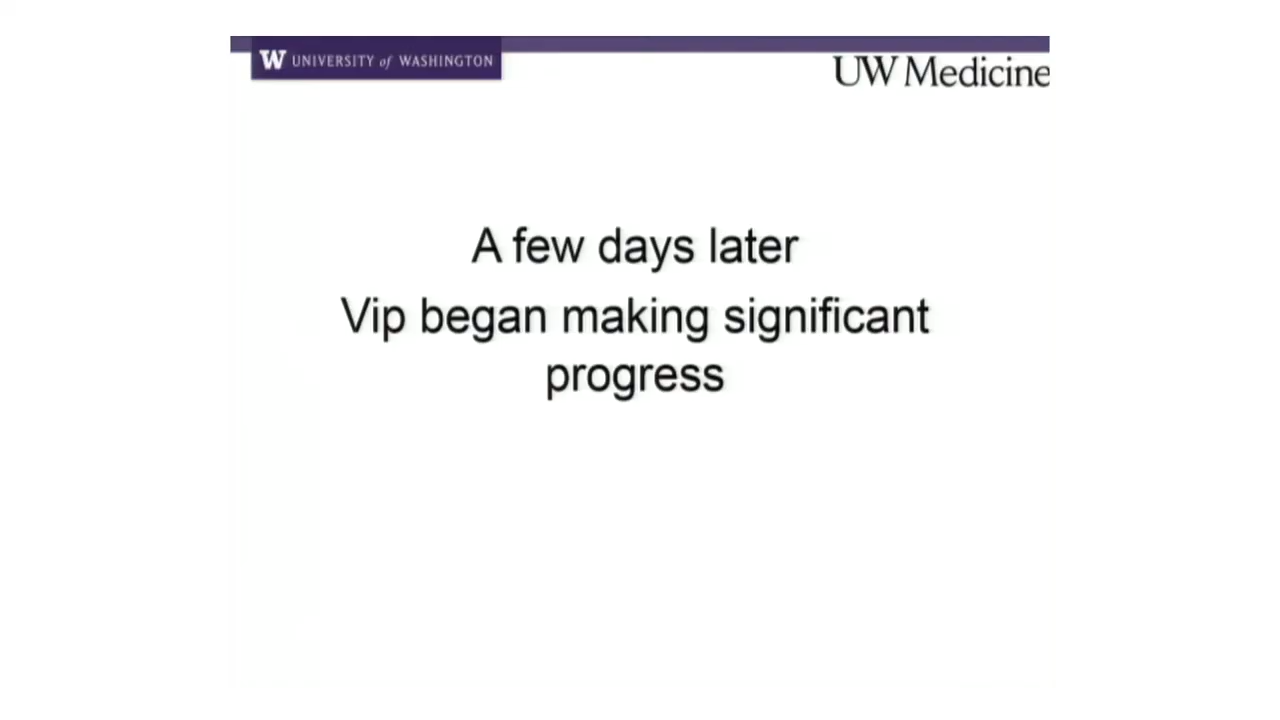 W UNIVERSITY of WASHINGTON
UW Medicine
A few days later
Vip began making significant
progress